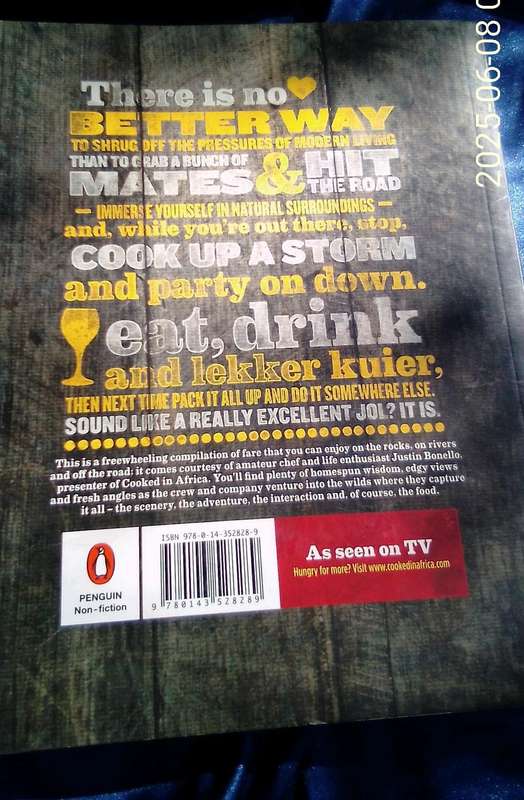 There is no
BETTER WAY
TO SHRUG OFF THE PRESSURES OF MODERN LIVING
THAN TO GRAB A BUNCH OF
MATES & HIT
THE ROAD
– IMMERSE YOURSELF IN NATURAL SURROUNDINGS –
and, while you're out there, stop,
COOK UP A STORM
and party on down.
eat, drink
and lekker kuier,
THEN NEXT TIME PACK IT ALL UP AND DO IT SOMEWHERE ELSE.
SOUND LIKE A REALLY EXCELLENT JOL? IT IS.
This is a freewheeling compilation of fare that you can enjoy on the rocks, on rivers
and off the road; it comes courtesy of amateur chef and life enthusiast Justin Bonello,
presenter of Cooked in Africa. You'll find plenty of homespun wisdom, edgy views
and fresh angles as the crew and company venture into the wilds where they capture
it all – the scenery, the adventure, the interaction and, of course, the food.
PENGUIN
Non-fiction
ISBN 978-0-14-352828-9
9 780143 528289
As seen on TV
Hungry for more? Visit www.cookedinafrica.com
2025-06-08